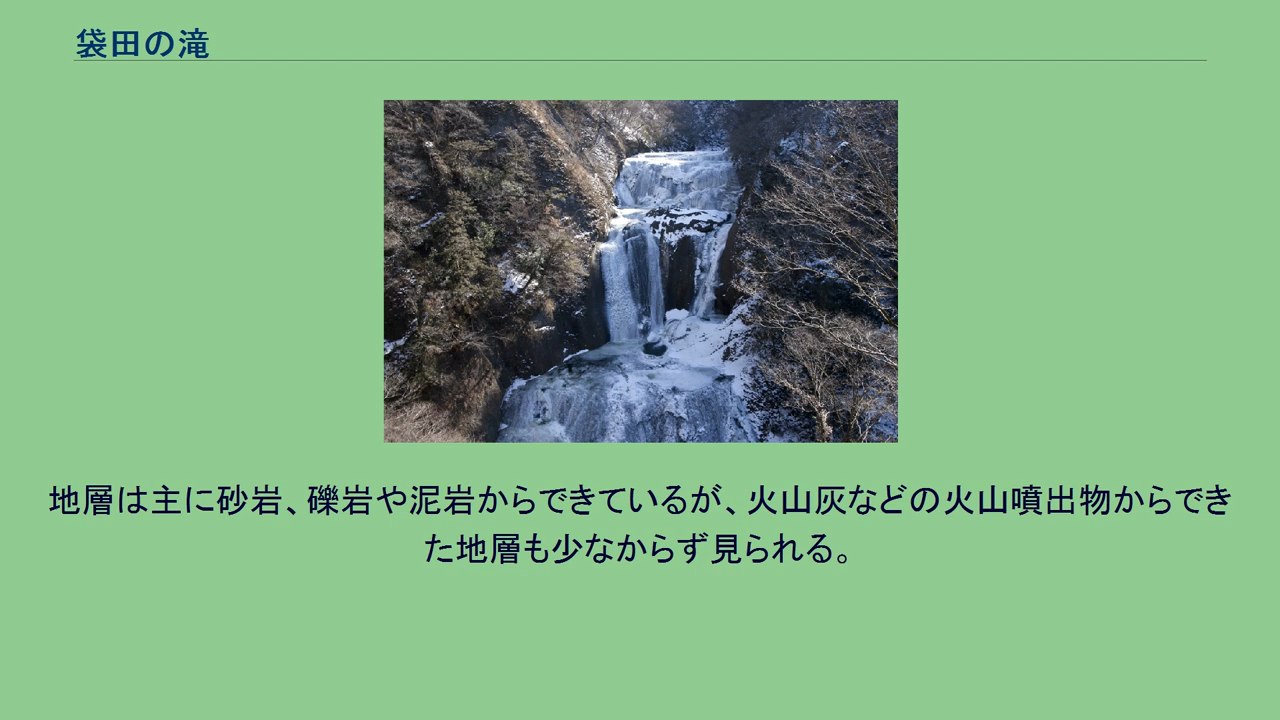 袋田の滝
地層は主に砂岩、礫岩や泥岩からできているが、火山灰などの火山噴出物からでき
た地層も少なからず見られる。